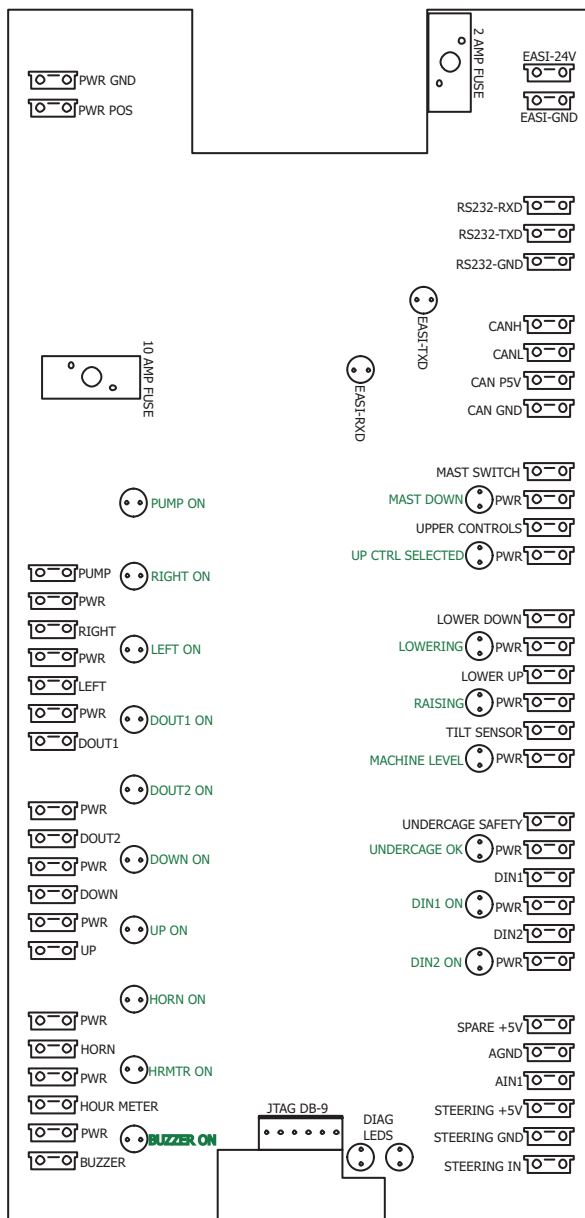 PWR GND
PWR POS
2 AMP FUSE
EASI-24V
EASI-GND
RS232-RXD
RS232-TXD
RS232-GND
EASI-TXD
EASI-RXD
10 AMP FUSE
CANH
CANL
CAN P5V
CAN GND
PUMP ON
PUMP
RIGHT ON
PWR
RIGHT
LEFT ON
PWR
LEFT
PWR
DOUT1 ON
DOUT1
DOUT2 ON
PWR
DOUT2
DOWN ON
PWR
DOWN
PWR
UP ON
UP
HORN ON
PWR
HORN
HRMTR ON
PWR
HOUR METER
PWR
BUZZER ON
BUZZER
JTAG DB-9
DIAG
LEDS
MAST SWITCH
MAST DOWN PWR
UPPER CONTROLS
UP CTRL SELECTED PWR
LOWER DOWN
LOWERING PWR
LOWER UP
RAISING PWR
TILT SENSOR
MACHINE LEVEL PWR
UNDERCAGE SAFETY
UNDERCAGE OK PWR
DIN1
DIN1 ON PWR
DIN2
DIN2 ON PWR
SPARE +5V
AGND
AIN1
STEERING +5V
STEERING GND
STEERING IN